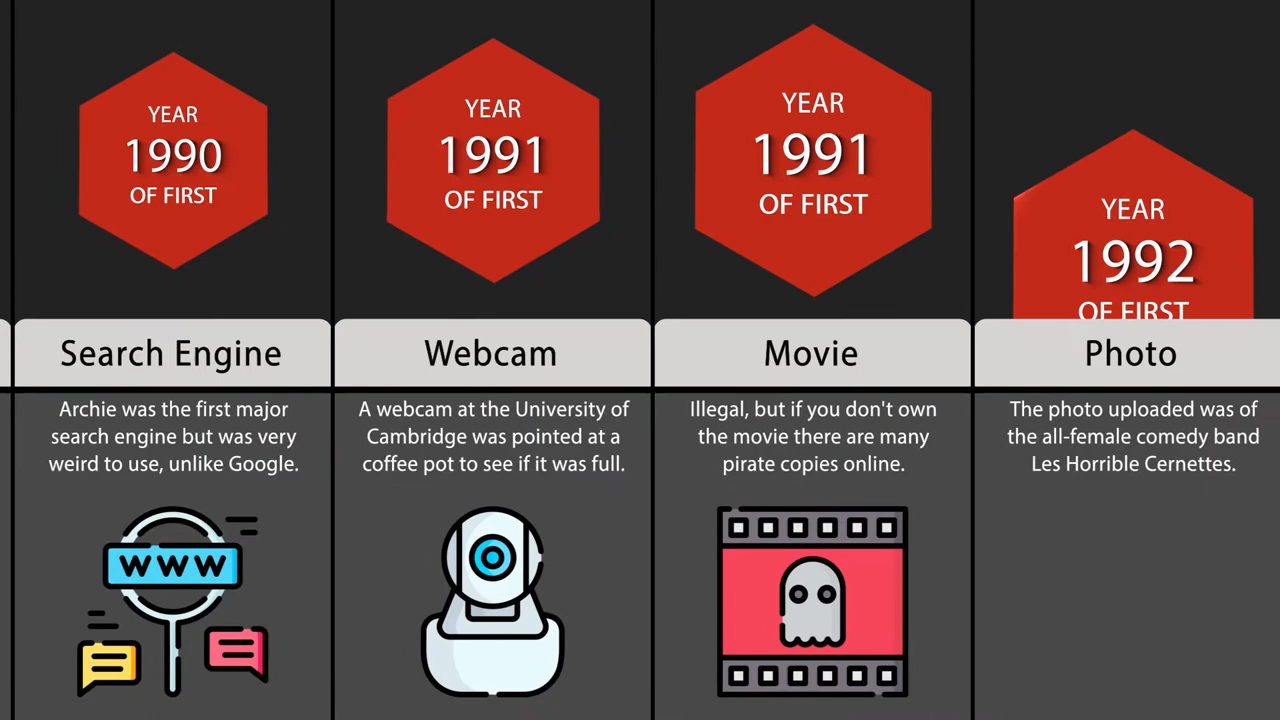 YEAR
1990
OF FIRST
Search Engine
Archie was the first major
search engine but was very
weird to use, unlike Google.
WWW
YEAR
1991
OF FIRST
Webcam
A webcam at the University of
Cambridge was pointed at a
coffee pot to see if it was full.
YEAR
1991
OF FIRST
Movie
Illegal, but if you don't own
the movie there are many
pirate copies online.
YEAR
1992
OF FIRST
Photo
The photo uploaded was of
the all-female comedy band
Les Horrible Cernettes.